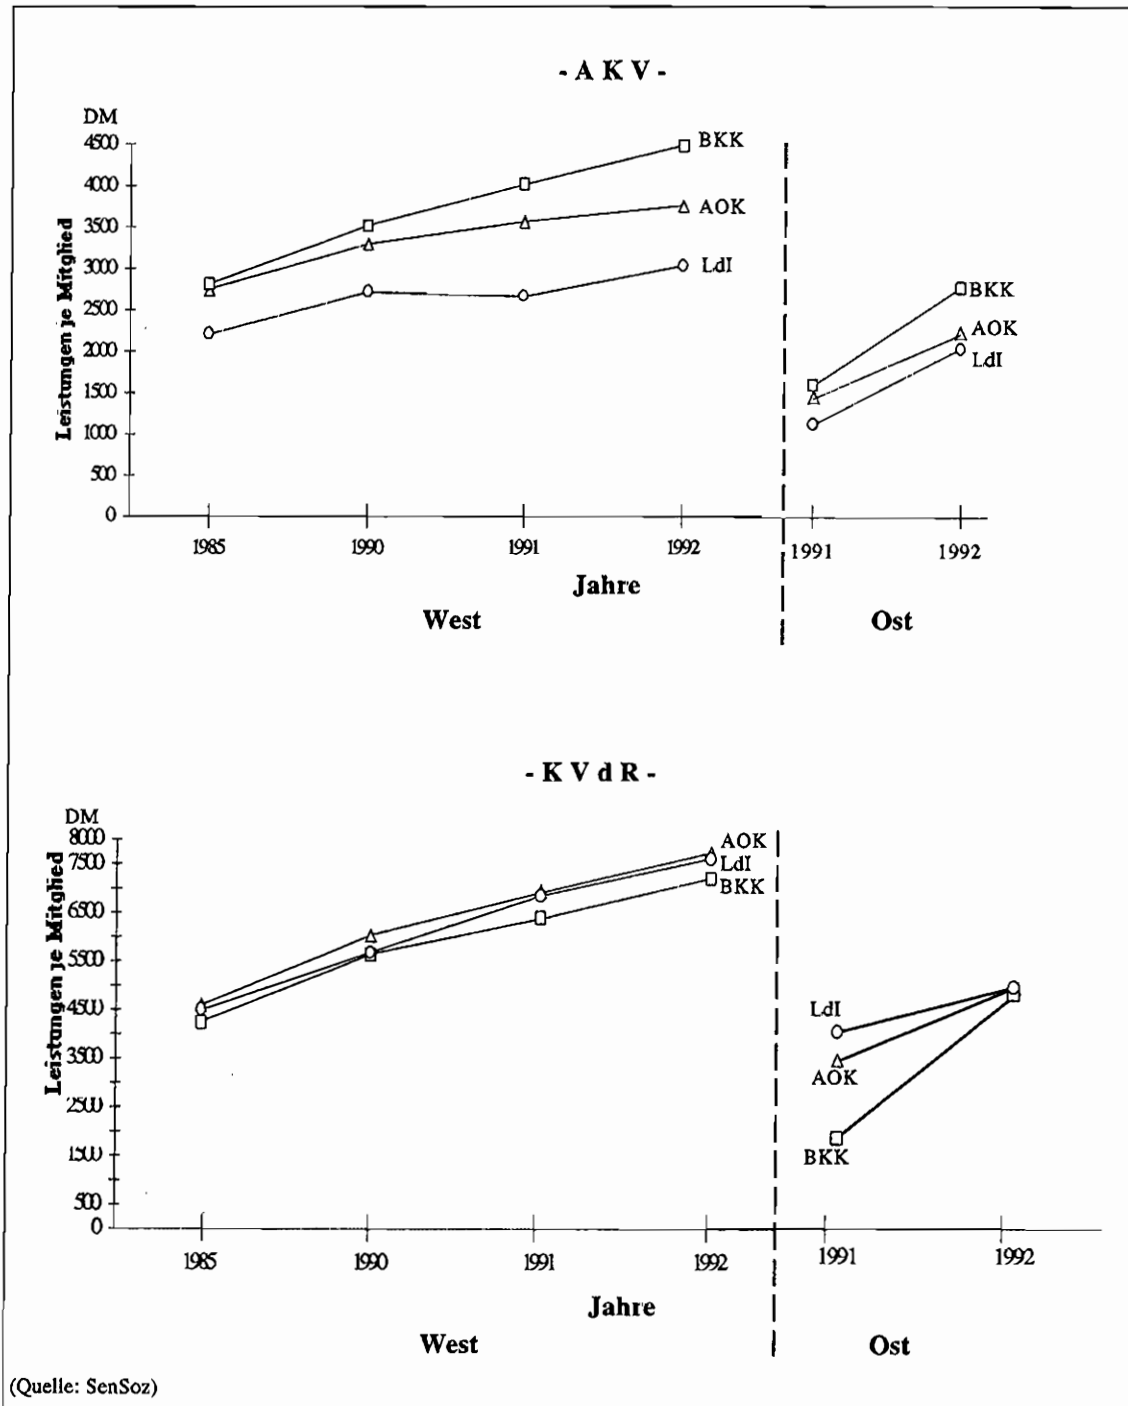 - A K V -
DM
4500
4000
3500
3000
2500
2000
1500
1000
500
0
Leistungen je Mitglied
BKK
AOK
LdI
BKK
AOK
LdI
1985
1990
1991
1992
1991
1992
Jahre
West
Ost
- K V d R -
DM
8000
7500
6500
5500
4500
3500
2500
1500
500
0
Leistungen je Mitglied
AOK
LdI
BKK
LdI
AOK
BKK
1985
1990
1991
1992
1991
1992
Jahre
West
Ost
(Quelle: SenSoz)